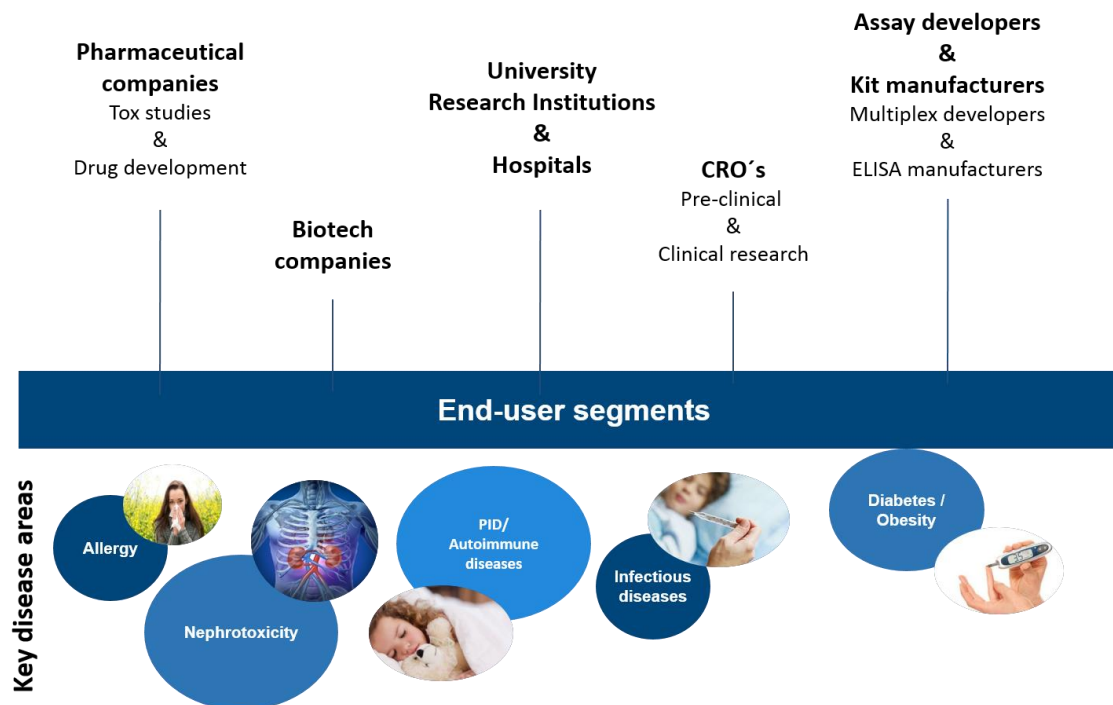 Pharmaceutical
companies
Tox studies
&
Drug development
Biotech
companies
University
Research Institutions
&
Hospitals
CRO´s
Pre-clinical
&
Clinical research
Assay developers
&
Kit manufacturers
Multiplex developers
&
ELISA manufacturers
End-user segments
Key disease areas
Allergy
Nephrotoxicity
PID/
Autoimmune
diseases
Infectious
diseases
Diabetes /
Obesity